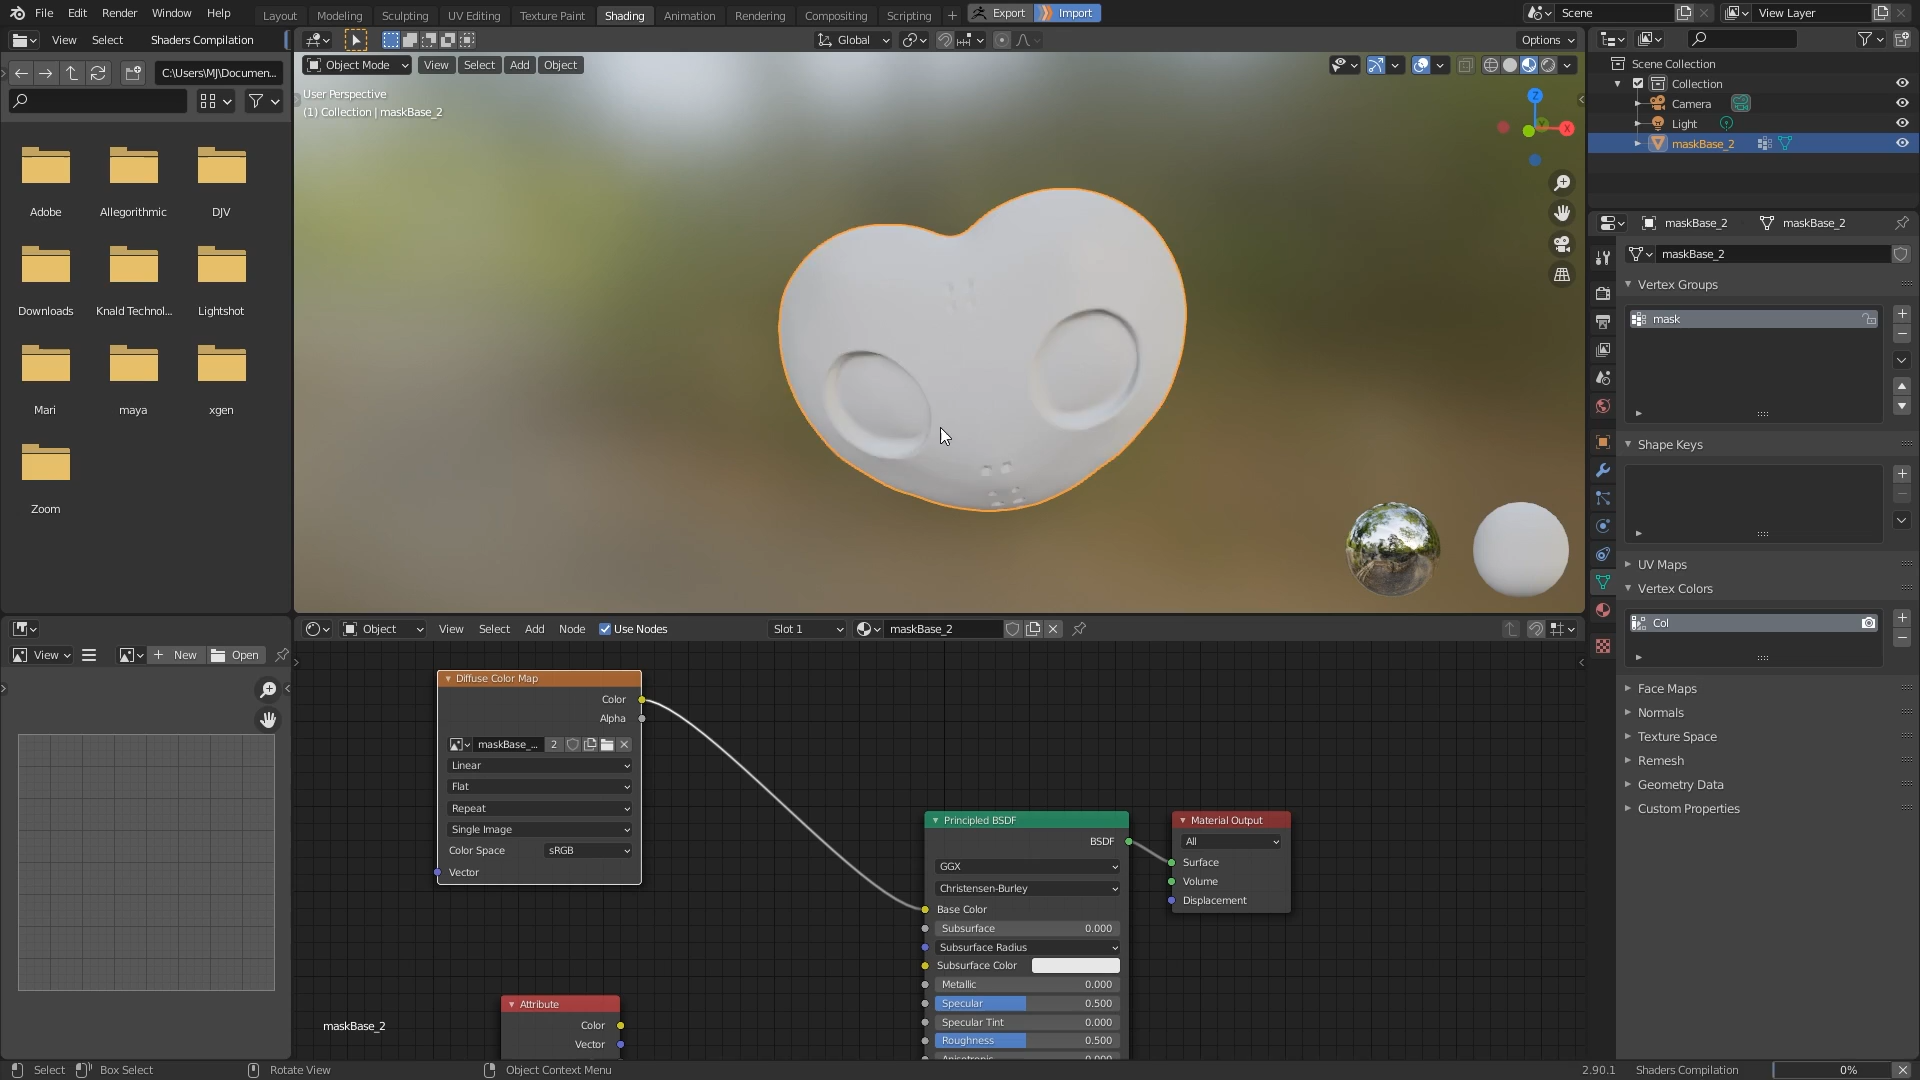 File Edit Render Window Help
Layout Modeling Sculpting UV Editing Texture Paint Shading Animation Rendering Compositing Scripting + Export Import
Scene
View Layer
View Select Shaders Compilation
Global
Options
C:\Users\MJ\Documen...
Object Mode View Select Add Object
User Perspective
(1) Collection | maskBase_2
Z
Y
X
Adobe Allegorithmic DJV
Downloads Knald Technol... Lightshot
Mari maya xgen
Zoom
Scene Collection
Collection
Camera
Light
maskBase_2
maskBase_2 maskBase_2
maskBase_2
Vertex Groups
mask
Shape Keys
UV Maps
Vertex Colors
Col
Face Maps
Normals
Texture Space
Remesh
Geometry Data
Custom Properties
Object View Select Add Node Use Nodes Slot 1 maskBase_2
View New Open
Diffuse Color Map
Color
Alpha
maskBase_... 2
Linear
Flat
Repeat
Single Image
Color Space sRGB
Vector
Attribute
Color
Vector
maskBase_2
Principled BSDF
BSDF
GGX
Christensen-Burley
Base Color
Subsurface 0.000
Subsurface Radius
Subsurface Color
Metallic 0.000
Specular 0.500
Specular Tint 0.000
Roughness 0.500
Anisotropic 0.000
Material Output
All
Surface
Volume
Displacement
Select Box Select Rotate View Object Context Menu 2.90.1 Shaders Compilation 0%